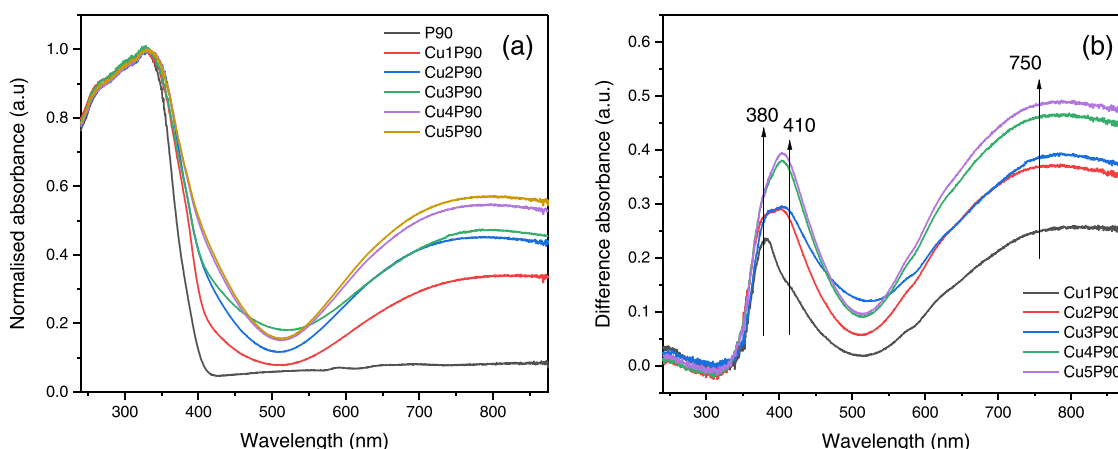 (a)
P90
Cu1P90
Cu2P90
Cu3P90
Cu4P90
Cu5P90
1.0
0.8
0.6
0.4
0.2
0.0
300 400 500 600 700 800
Normalised absorbance (a.u)
Wavelength (nm)
(b)
380
410
750
Cu1P90
Cu2P90
Cu3P90
Cu4P90
Cu5P90
0.6
0.5
0.4
0.3
0.2
0.1
0.0
300 400 500 600 700 800
Difference absorbance (a.u.)
Wavelength (nm)